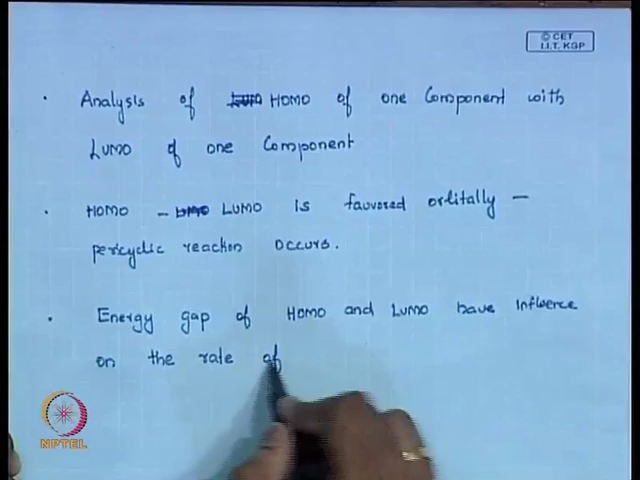 © CET
I.I.T. KGP
· Analysis of HOMO of one Component with
LUMO of one Component
· HOMO - LUMO is favored orbitally -
pericyclic reaction occurs.
· Energy gap of HOMO and LUMO have influence
on the rate of
NPTEL